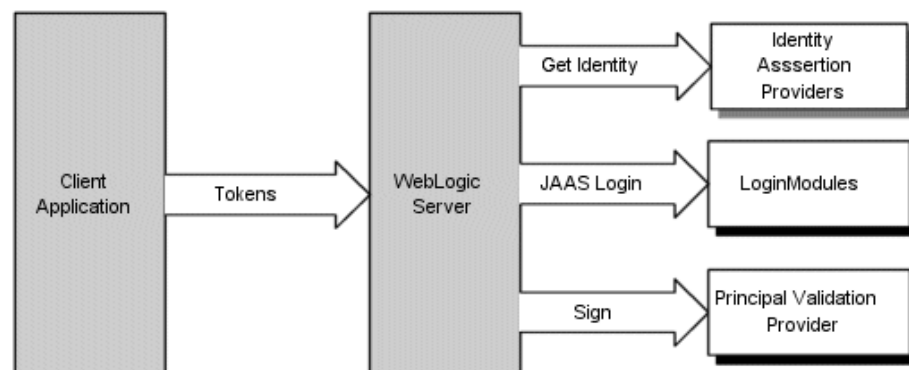 Client
Application
Tokens
WebLogic
Server
Get Identity
Identity
Asssertion
Providers
JAAS Login
LoginModules
Sign
Principal Validation
Provider